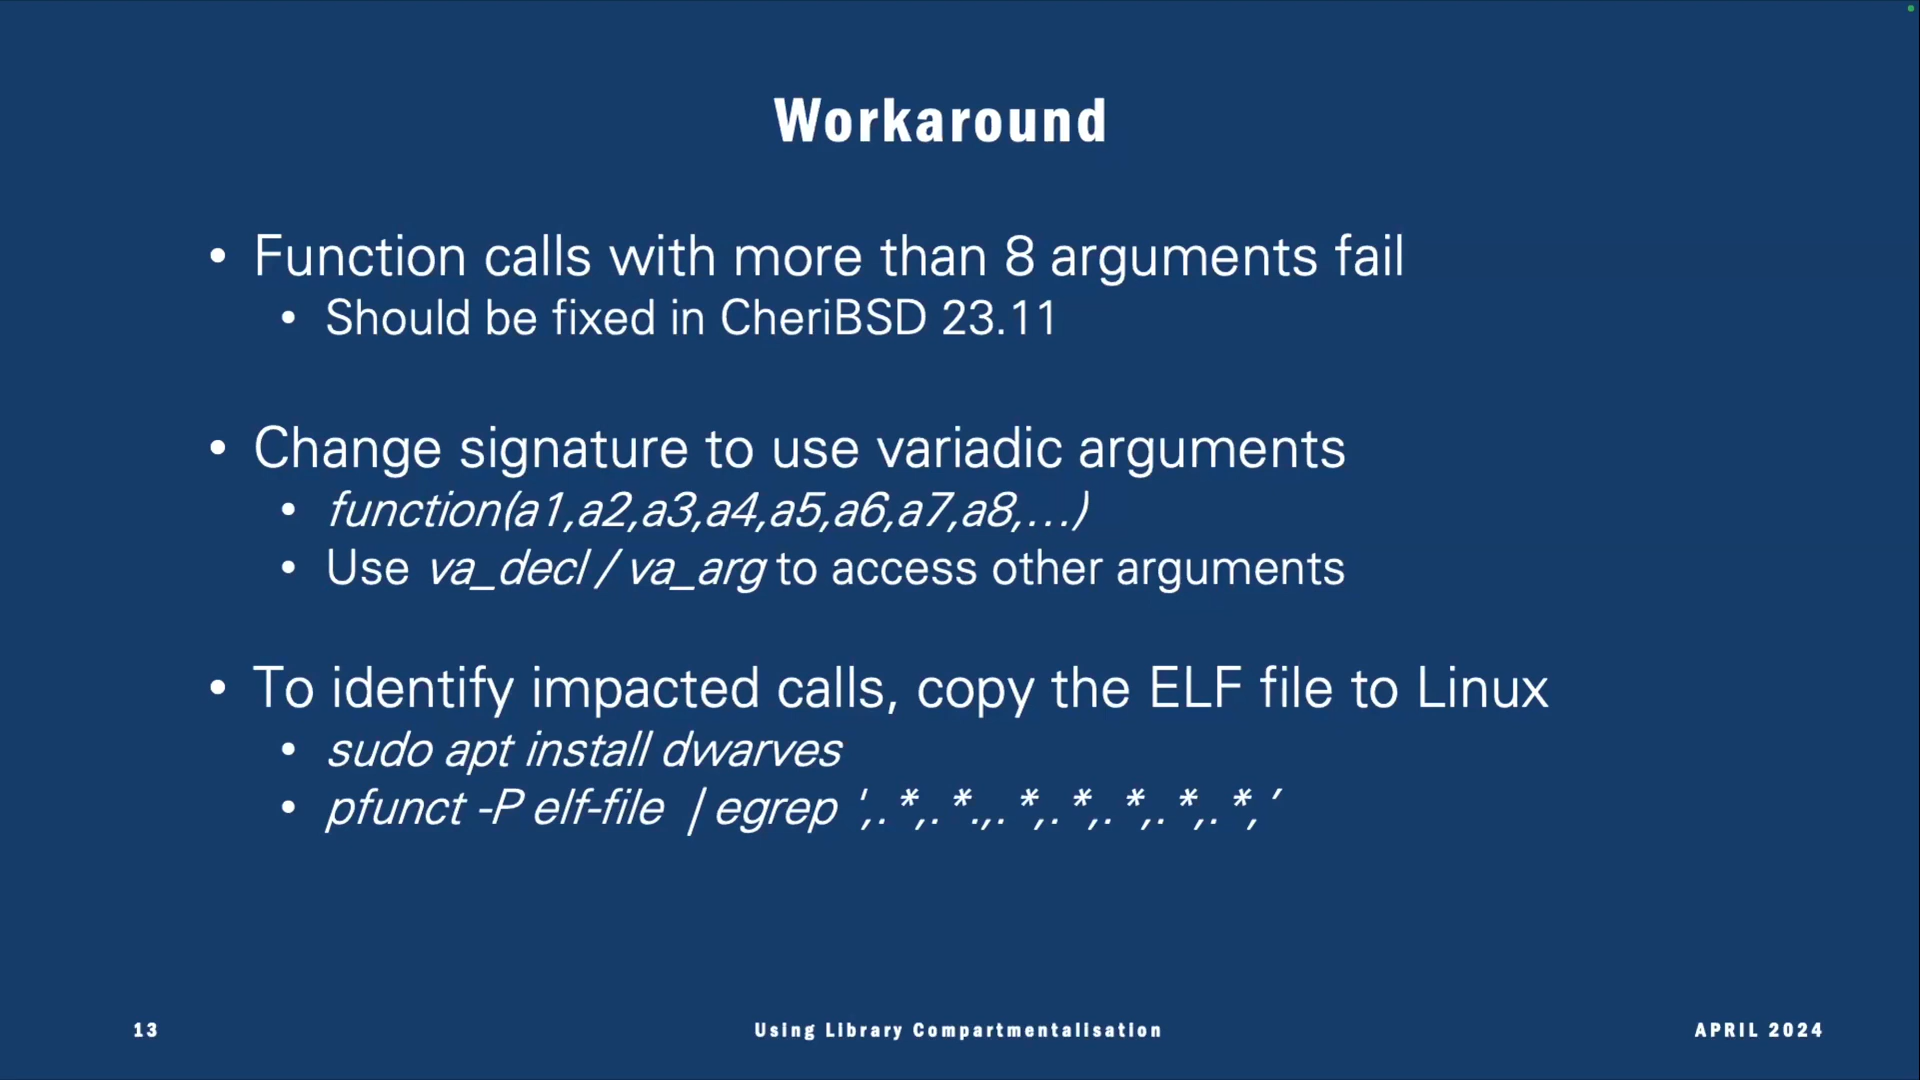 Workaround
• Function calls with more than 8 arguments fail
• Should be fixed in CheriBSD 23.11
• Change signature to use variadic arguments
• function(a1,a2,a3,a4,a5,a6,a7,a8,…)
• Use va_decl / va_arg to access other arguments
• To identify impacted calls, copy the ELF file to Linux
• sudo apt install dwarves
• pfunct -P elf-file | egrep ',.*,.*.,.*,.*,.*,.*,.*,’
13
Using Library Compartmentalisation
APRIL 2024